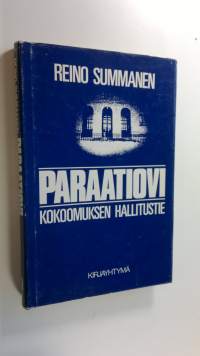 REINO SUMMANEN
PARAATIOVI
KOKOOMUKSEN HALLITUSTIE
KIRJAYHTYMÄ